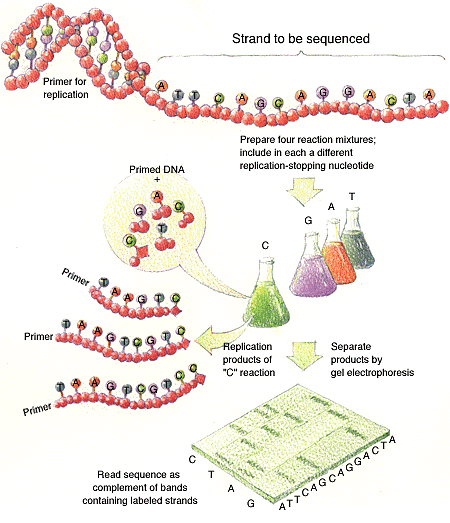 Strand to be sequenced
Primer for
replication
A T T C A G C A G G A C T A
Prepare four reaction mixtures;
include in each a different
replication-stopping nucleotide
Primed DNA
+
A
G C
T
C
C G A T
Primer T A A G T C
Primer T A A G T C G T C
Primer T A A G T C G T C C
Replication
products of
"C" reaction
Separate
products by
gel electrophoresis
Read sequence as
complement of bands
containing labeled strands
C T A G
ATTCAGCAGGACTA